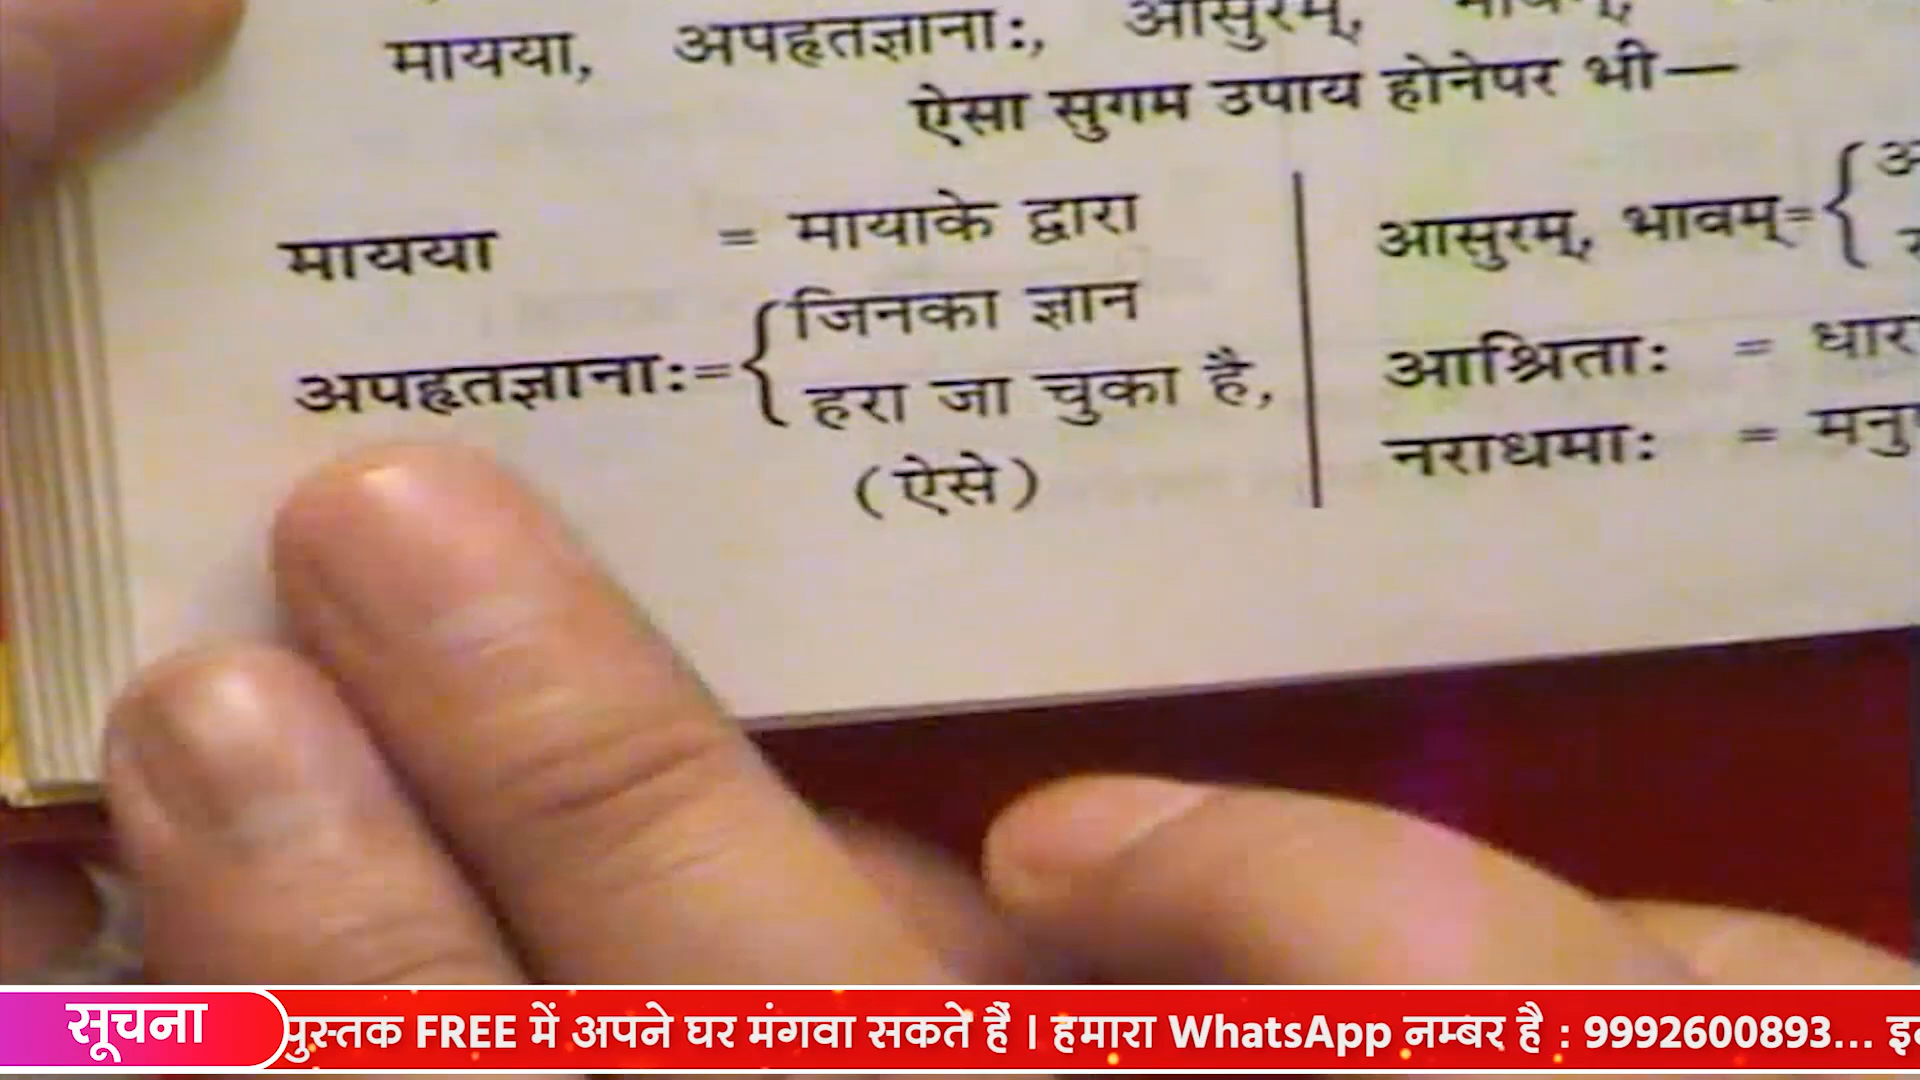 मायया, अपहृतज्ञानाः, आसुरम्,
ऐसा सुगम उपाय होनेपर भी—
मायया = मायाके द्वारा
अपहृतज्ञानाः= { जिनका ज्ञान
हरा जा चुका है,
(ऐसे)
आसुरम्, भावम्= {
आश्रिताः = धार
नराधमाः = मनु
सूचना
पुस्तक FREE में अपने घर मंगवा सकते हैं । हमारा WhatsApp नम्बर है : 9992600893...